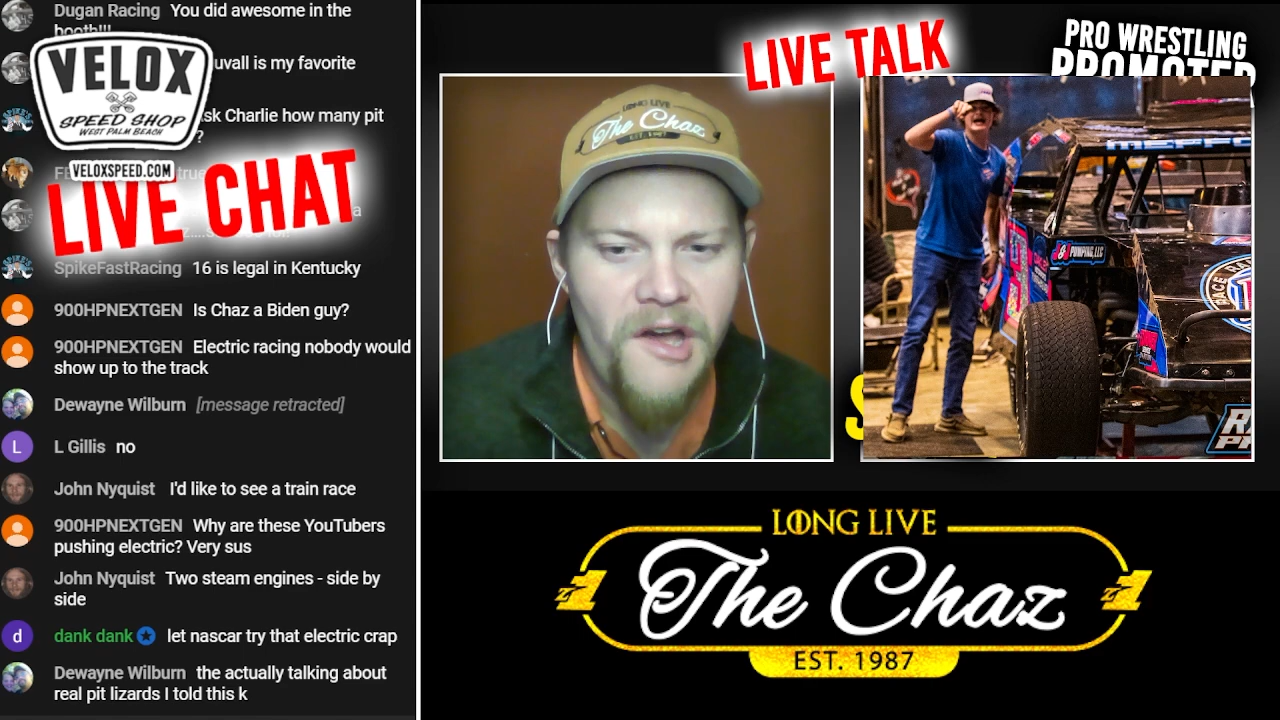 Dugan Racing You did awesome in the
booth!!!
uvall is my favorite
sk Charlie how many pit
?
VELOX
SPEED SHOP
WEST PALM BEACH
VELOXSPEED.COM
true
LIVE CHAT
SpikeFastRacing 16 is legal in Kentucky
900HPNEXTGEN Is Chaz a Biden guy?
900HPNEXTGEN Electric racing nobody would
show up to the track
Dewayne Wilburn [message retracted]
L
L Gillis no
John Nyquist I'd like to see a train race
900HPNEXTGEN Why are these YouTubers
pushing electric? Very sus
John Nyquist Two steam engines - side by
side
d
dank dank let nascar try that electric crap
Dewayne Wilburn the actually talking about
real pit lizards I told this k
LIVE TALK
PRO WRESTLING
PROMOTER
LONG LIVE
The Chaz
EST. 1987
PUMPING, LLC
LONG LIVE
The Chaz
EST. 1987